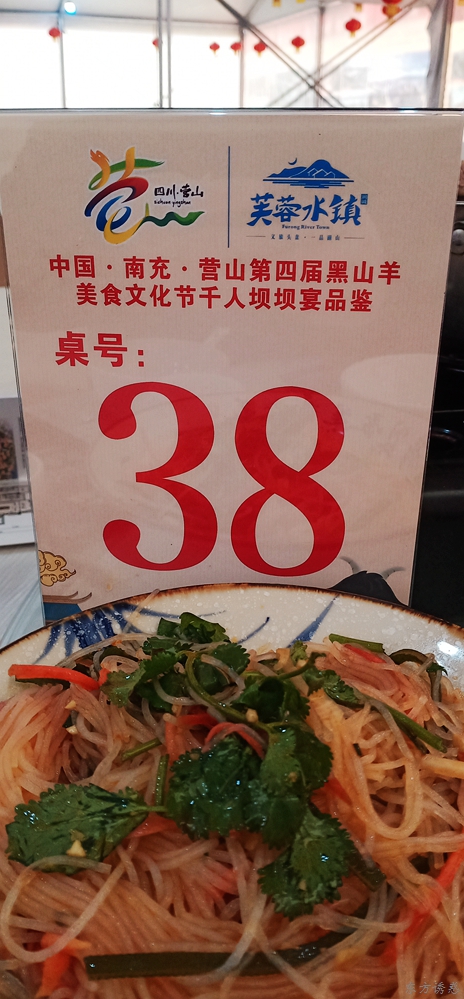 四川·营山
sichuan yingshan
芙蓉水镇
Furong River Town
中国·南充·营山第四届黑山羊
美食文化节千人坝坝宴品鉴
桌号：
38